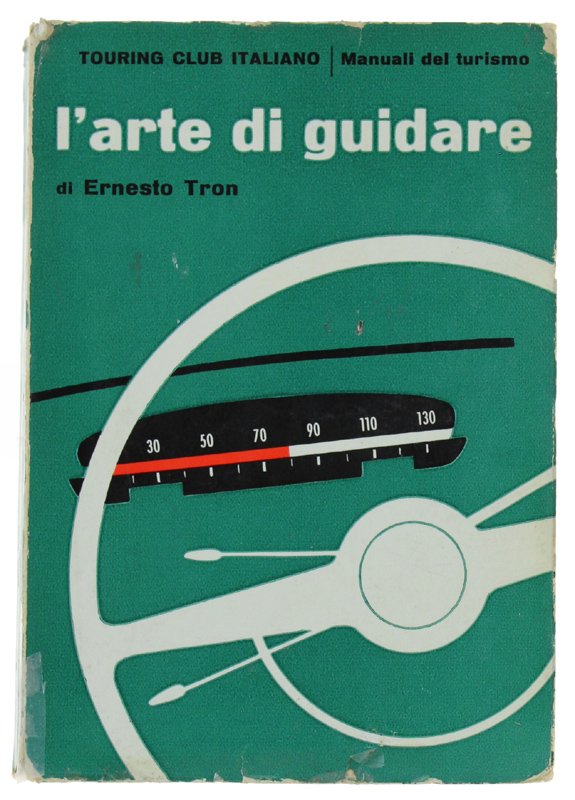 TOURING CLUB ITALIANO | Manuali del turismo
l'arte di guidare
di Ernesto Tron
30 50 70 90 110 130